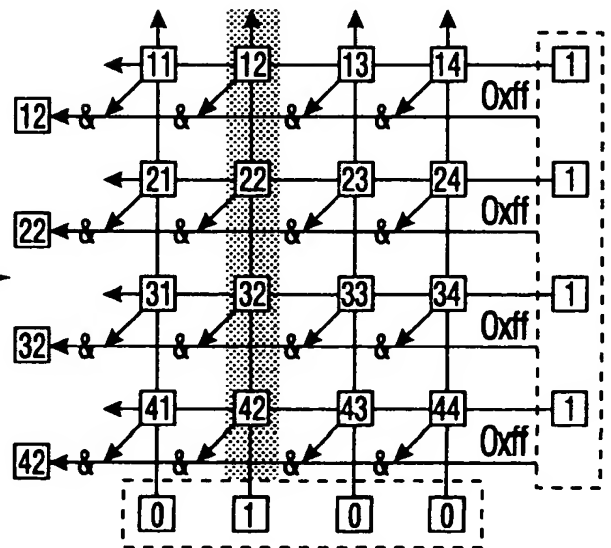 11 12 13 14 1
0xff
12 & & & &
21 22 23 24 1
0xff
22 & & & &
31 32 33 34 1
0xff
32 & & & &
41 42 43 44 1
0xff
42 & & & &
0 1 0 0